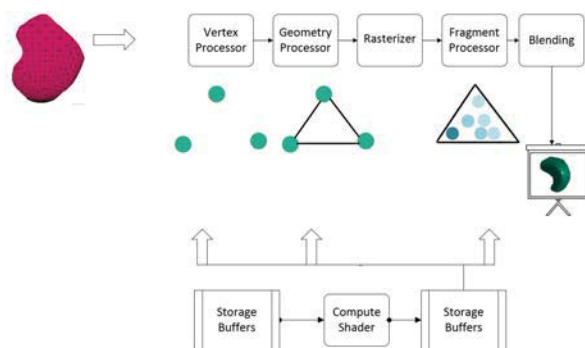 Vertex
Processor
Geometry
Processor
Rasterizer
Fragment
Processor
Blending
Storage
Buffers
Compute
Shader
Storage
Buffers